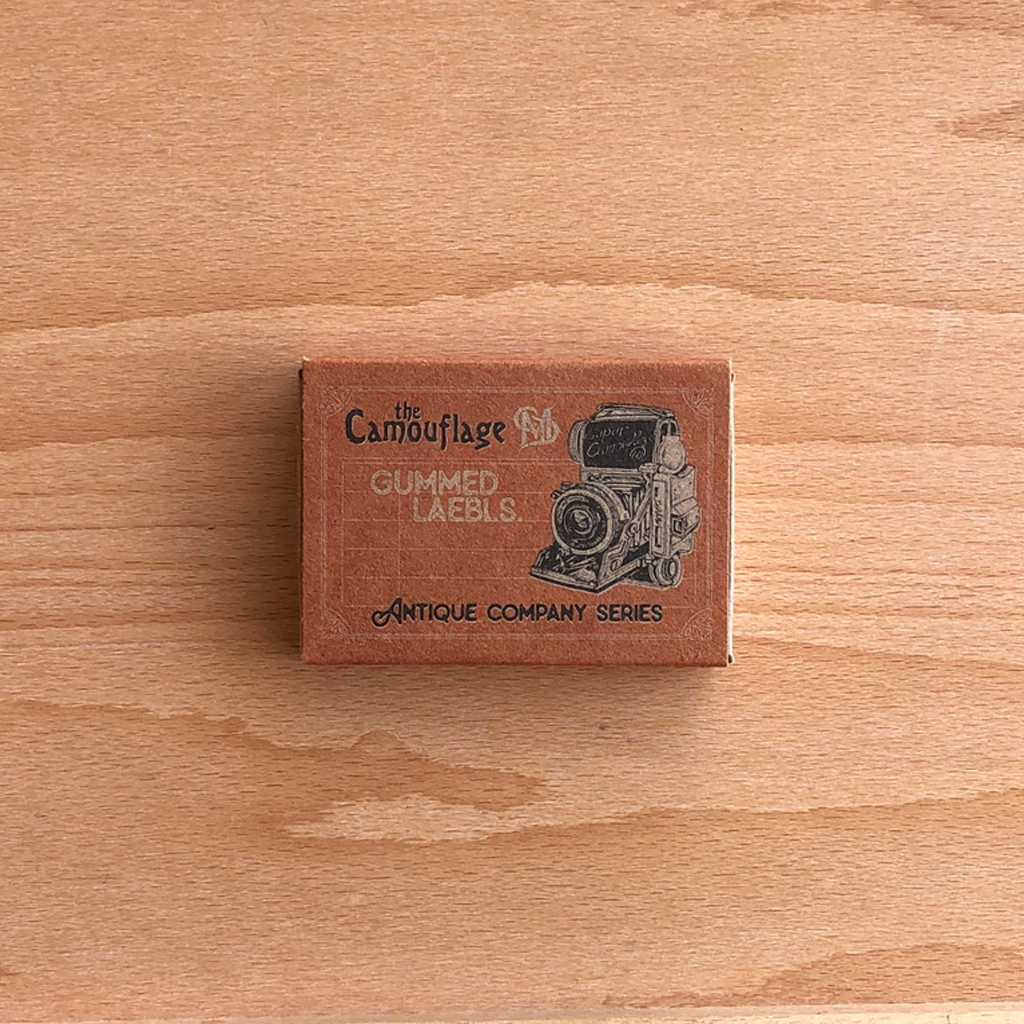 the
Camouflage
GUMMED
LAEBLS.
ANTIQUE COMPANY SERIES